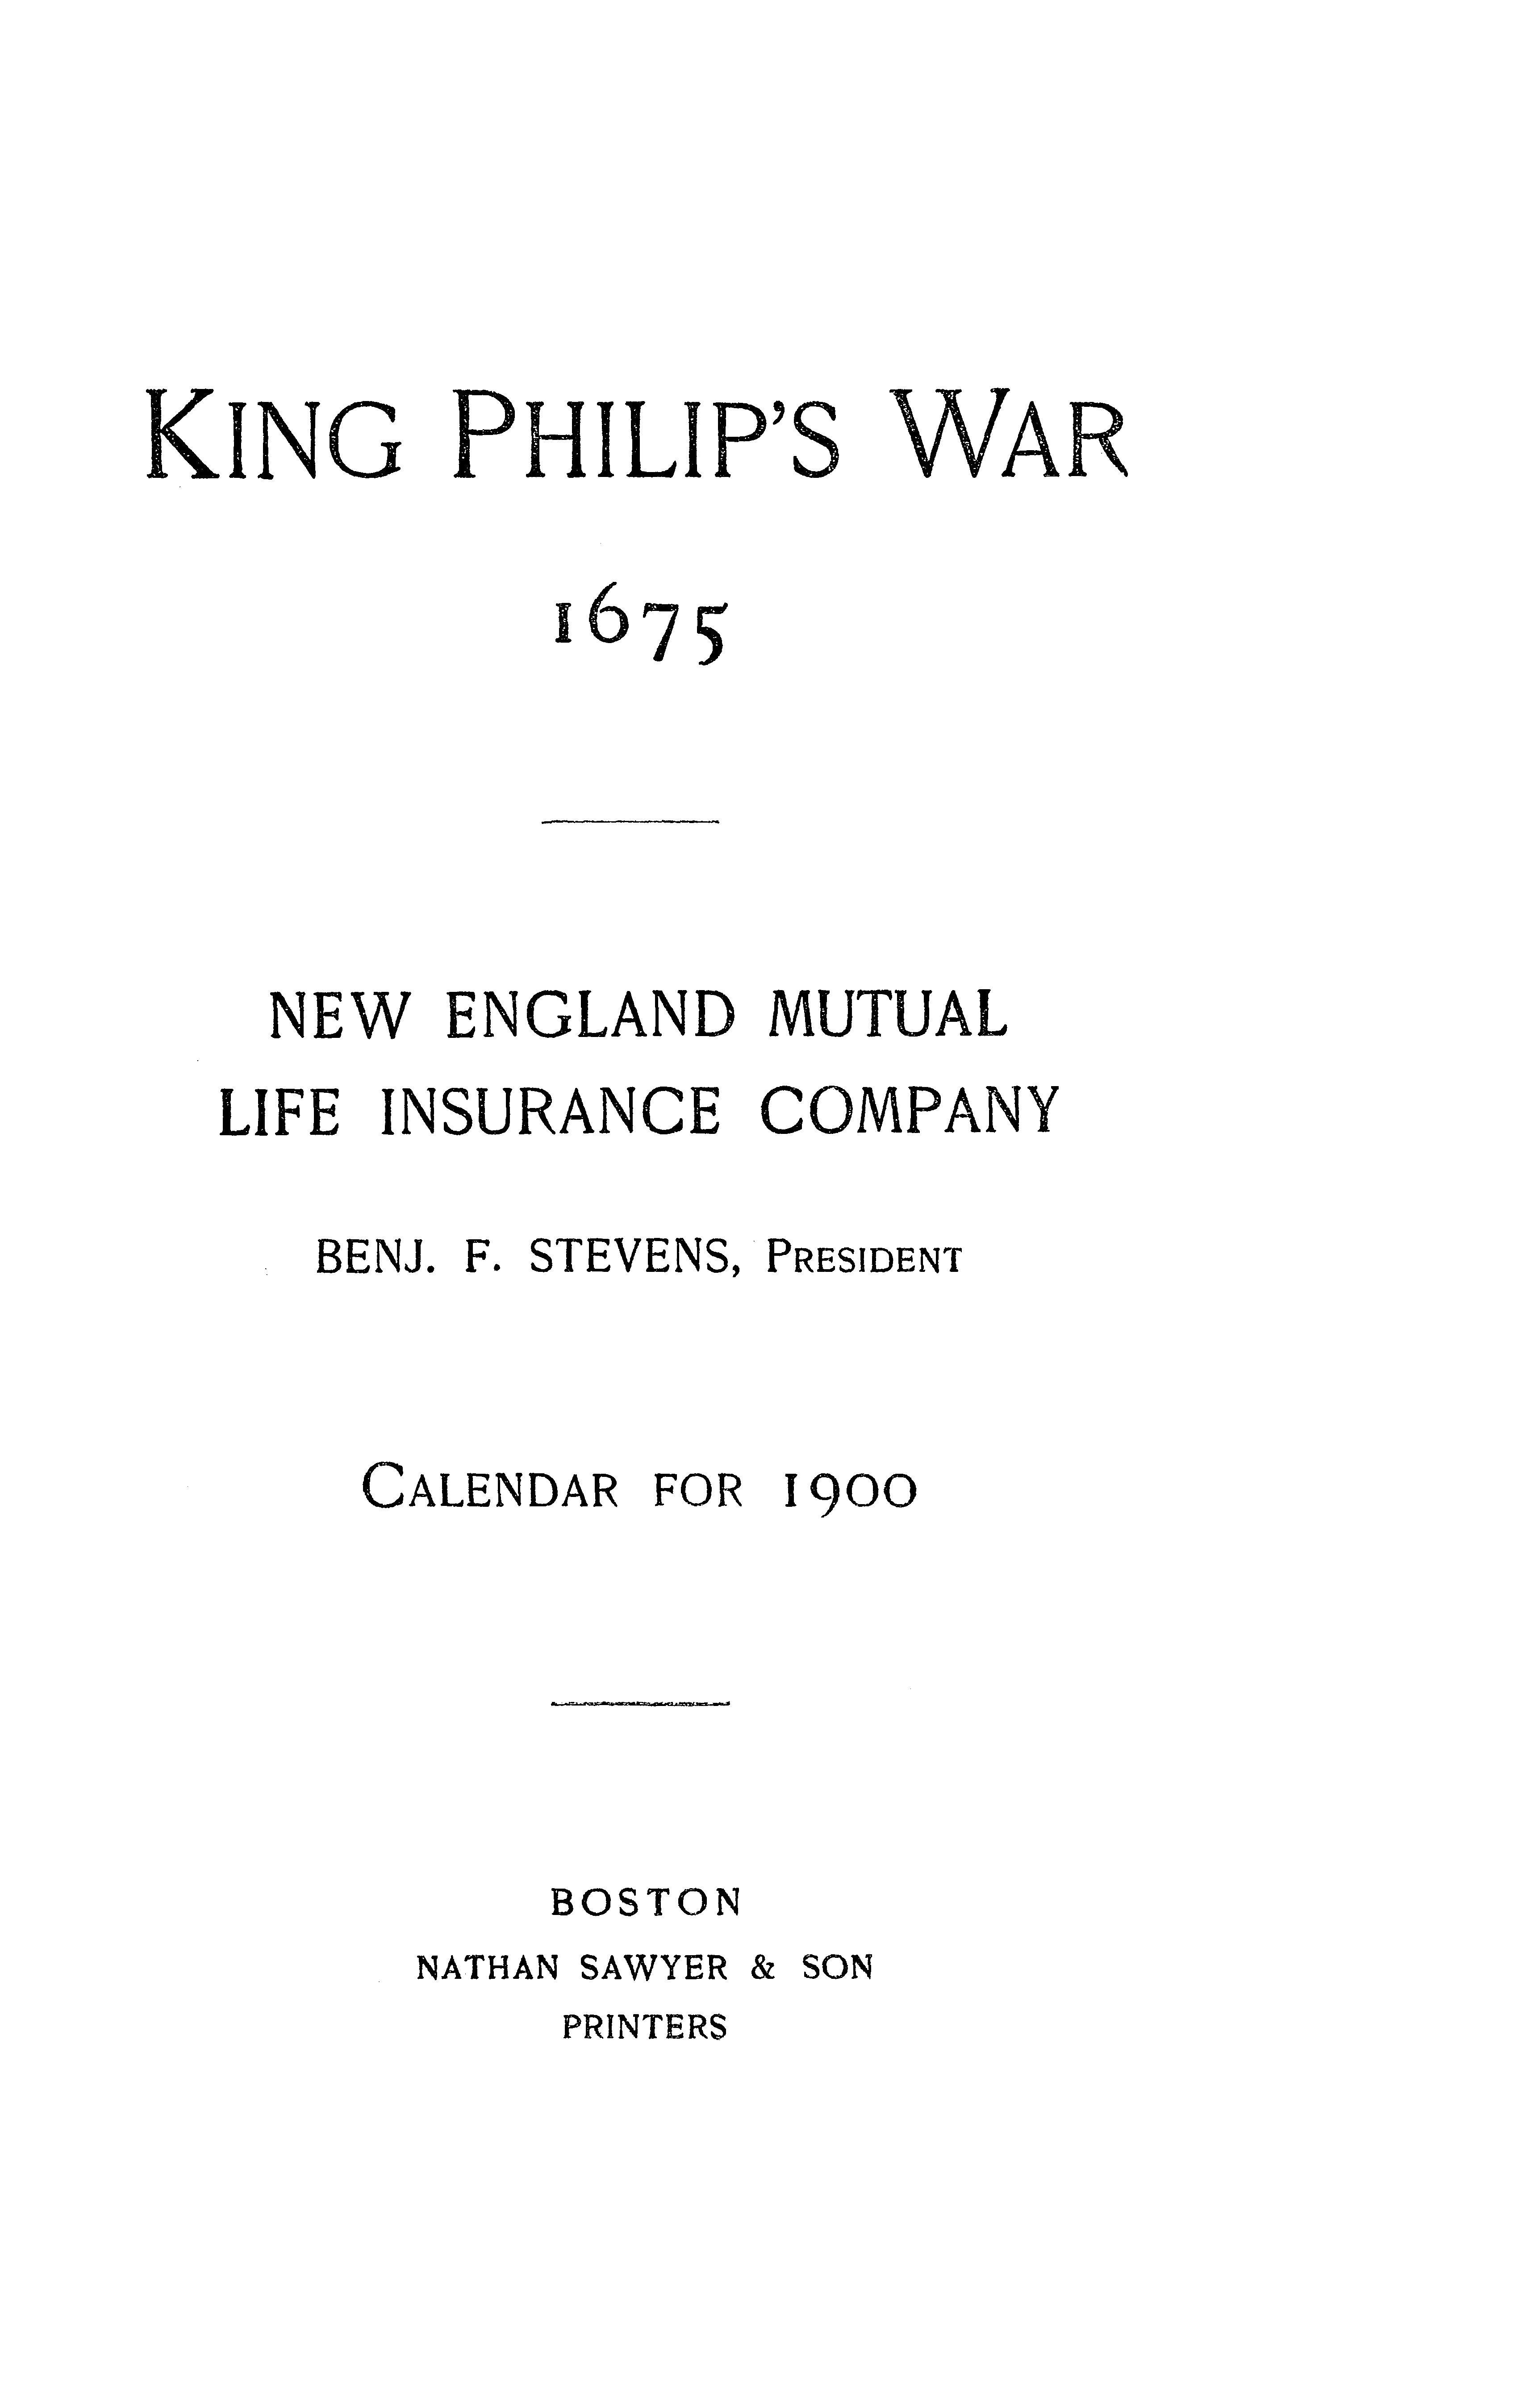 KING PHILIP'S WAR
1675
NEW ENGLAND MUTUAL
LIFE INSURANCE COMPANY
BENJ. F. STEVENS, PRESIDENT
CALENDAR FOR 1900
BOSTON
NATHAN SAWYER & SON
PRINTERS